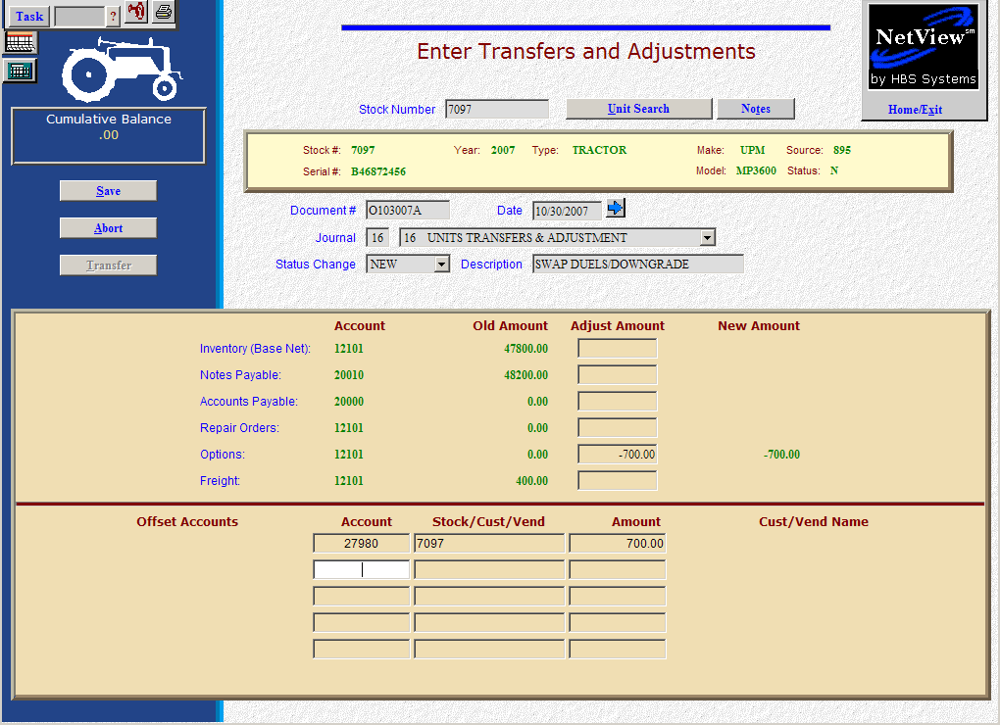 Task ?
Enter Transfers and Adjustments
NetView℠
by HBS Systems
Home/Exit
Stock Number 7097 Unit Search Notes
Cumulative Balance
.00
Save
Abort
Transfer
Stock #: 7097 Year: 2007 Type: TRACTOR Make: UPM Source: 895
Serial #: B46872456 Model: MP3600 Status: N
Document # O103007A Date 10/30/2007
Journal 16 16 UNITS TRANSFERS & ADJUSTMENT
Status Change NEW Description SWAP DUELS/DOWNGRADE
Account Old Amount Adjust Amount New Amount
Inventory (Base Net): 12101 47800.00
Notes Payable: 20010 48200.00
Accounts Payable: 20000 0.00
Repair Orders: 12101 0.00
Options: 12101 0.00 -700.00 -700.00
Freight: 12101 400.00
Offset Accounts Account Stock/Cust/Vend Amount Cust/Vend Name
27980 7097 700.00